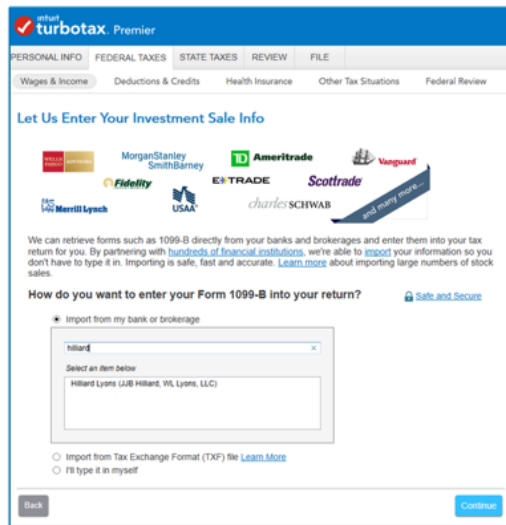 intuit
turbotax. Premier
PERSONAL INFO FEDERAL TAXES STATE TAXES REVIEW FILE
Wages & Income Deductions & Credits Health Insurance Other Tax Situations Federal Review
Let Us Enter Your Investment Sale Info
WELLS FARGO ADVISORS
MorganStanley
SmithBarney
TD Ameritrade
Vanguard
Fidelity
E*TRADE
Scottrade
Merrill Lynch
USAA
charles SCHWAB
and many more...
We can retrieve forms such as 1099-B directly from your banks and brokerages and enter them into your tax
return for you. By partnering with hundreds of financial institutions, we're able to import your information so you
don't have to type it in. Importing is safe, fast and accurate. Learn more about importing large numbers of stock
sales.
How do you want to enter your Form 1099-B into your return? Safe and Secure
Import from my bank or brokerage
hilliard
Select an item below
Hilliard Lyons (JJB Hilliard, WL Lyons, LLC)
Import from Tax Exchange Format (TXF) file Learn More
I'll type it in myself
Back Continue